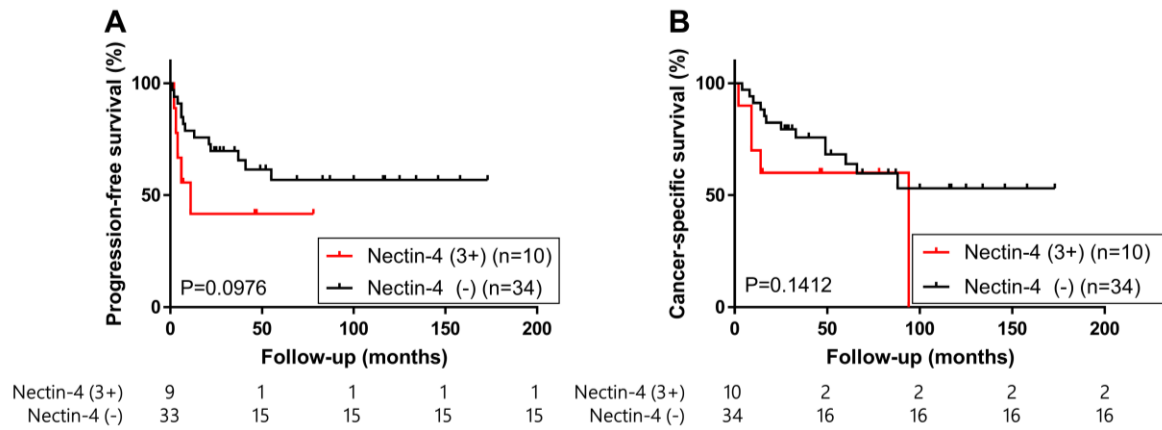 A
Progression-free survival (%)
100
50
0
Nectin-4 (3+) (n=10)
Nectin-4 (-) (n=34)
P=0.0976
0 50 100 150 200
Follow-up (months)
Nectin-4 (3+) 9 1 1 1 1
Nectin-4 (-) 33 15 15 15 15
B
Cancer-specific survival (%)
100
50
0
Nectin-4 (3+) (n=10)
Nectin-4 (-) (n=34)
P=0.1412
0 50 100 150 200
Follow-up (months)
Nectin-4 (3+) 10 2 2 2 2
Nectin-4 (-) 34 16 16 16 16